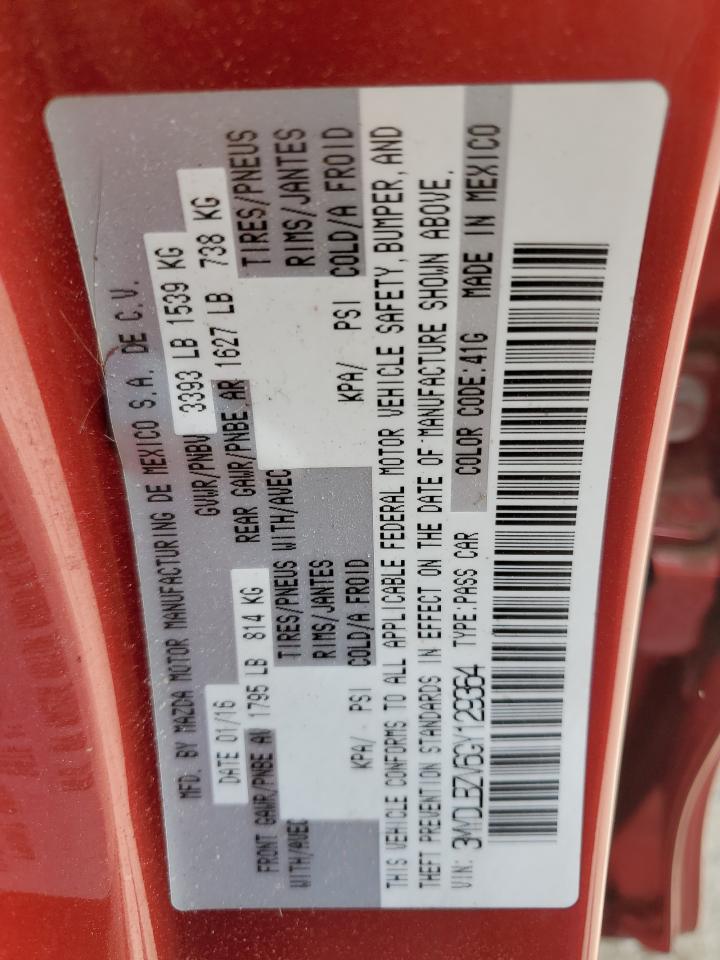 MFD. BY MAZDA MOTOR MANUFACTURING DE MEXICO S.A. DE C.V.
DATE 01/16 GVWR/PNBV 3393 LB 1539 KG
FRONT GAWR/PNBE AV 1795 LB 814 KG REAR GAWR/PNBE AR 1627 LB 738 KG
WITH/AVEC TIRES/PNEUS WITH/AVEC TIRES/PNEUS
RIMS/JANTES RIMS/JANTES
KPA/ PSI COLD/A FROID KPA/ PSI COLD/A FROID
THIS VEHICLE CONFORMS TO ALL APPLICABLE FEDERAL MOTOR VEHICLE SAFETY, BUMPER, AND
THEFT PREVENTION STANDARDS IN EFFECT ON THE DATE OF MANUFACTURE SHOWN ABOVE.
VIN: 3MYDLBZV6GY129364 TYPE:PASS CAR COLOR CODE:41G MADE IN MEXICO